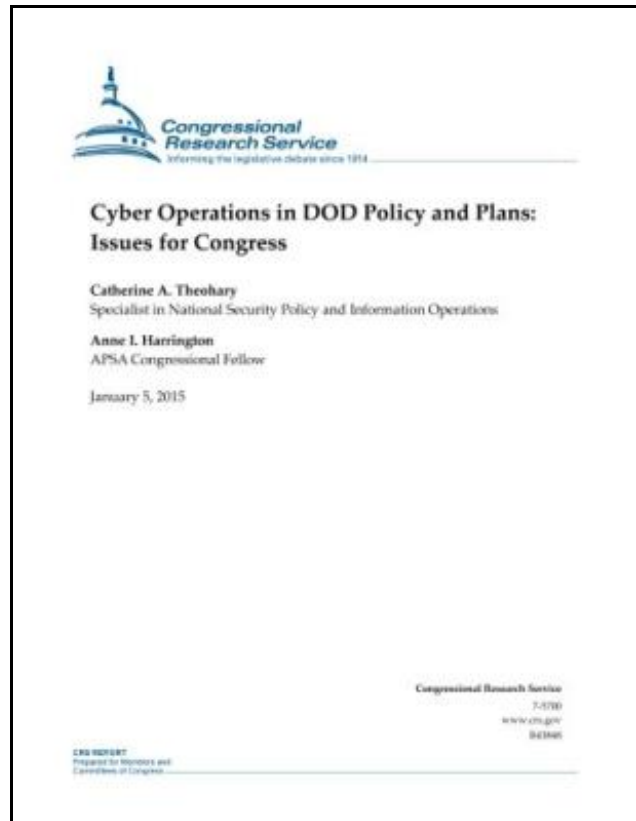 Congressional
Research Service
Informing the legislative debate since 1914
Cyber Operations in DOD Policy and Plans:
Issues for Congress
Catherine A. Theohary
Specialist in National Security Policy and Information Operations
Anne I. Harrington
APSA Congressional Fellow
January 5, 2015
Congressional Research Service
7-5700
www.crs.gov
CRS REPORT
Prepared for Members and
Committees of Congress